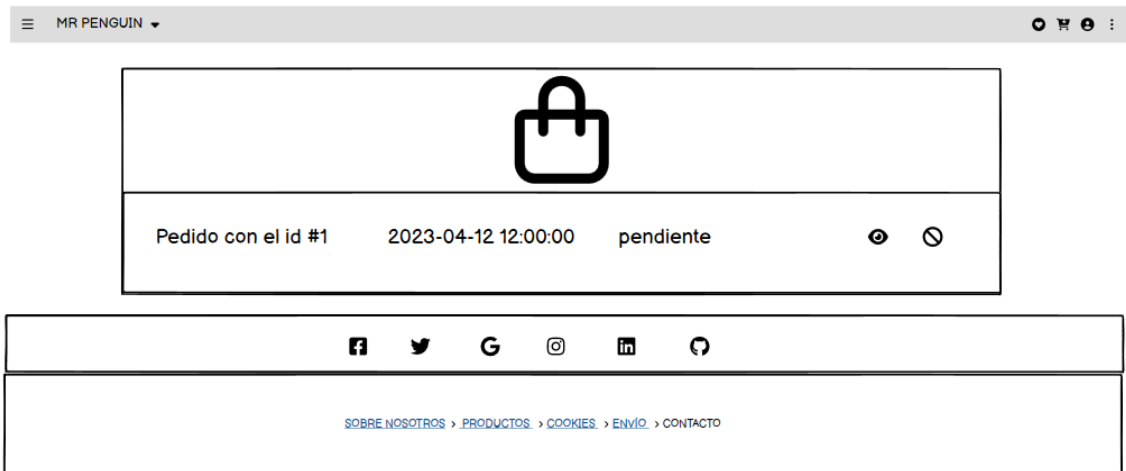 MR PENGUIN
Pedido con el id #1 2023-04-12 12:00:00 pendiente
SOBRE NOSOTROS > PRODUCTOS > COOKIES > ENVÍO > CONTACTO